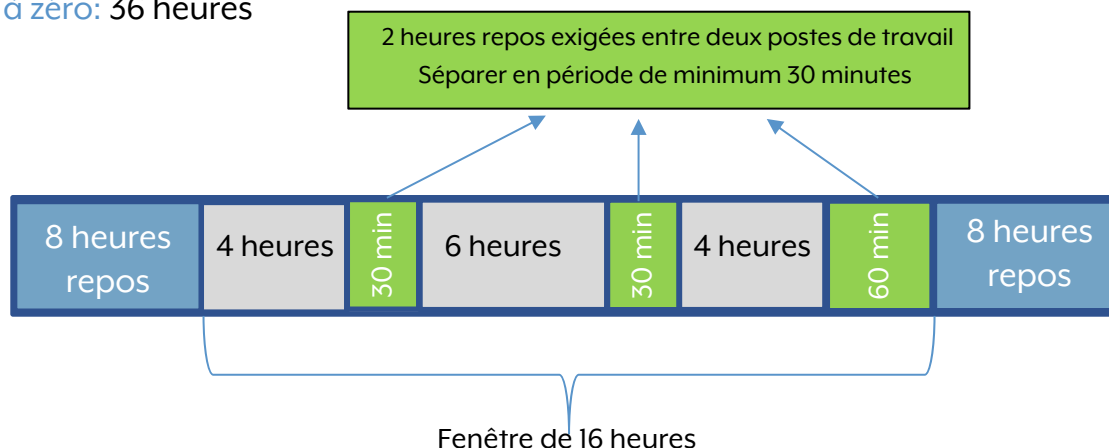 à zéro: 36 heures
2 heures repos exigées entre deux postes de travail
Séparer en période de minimum 30 minutes
8 heures
repos
4 heures
30 min
6 heures
30 min
4 heures
60 min
8 heures
repos
Fenêtre de 16 heures